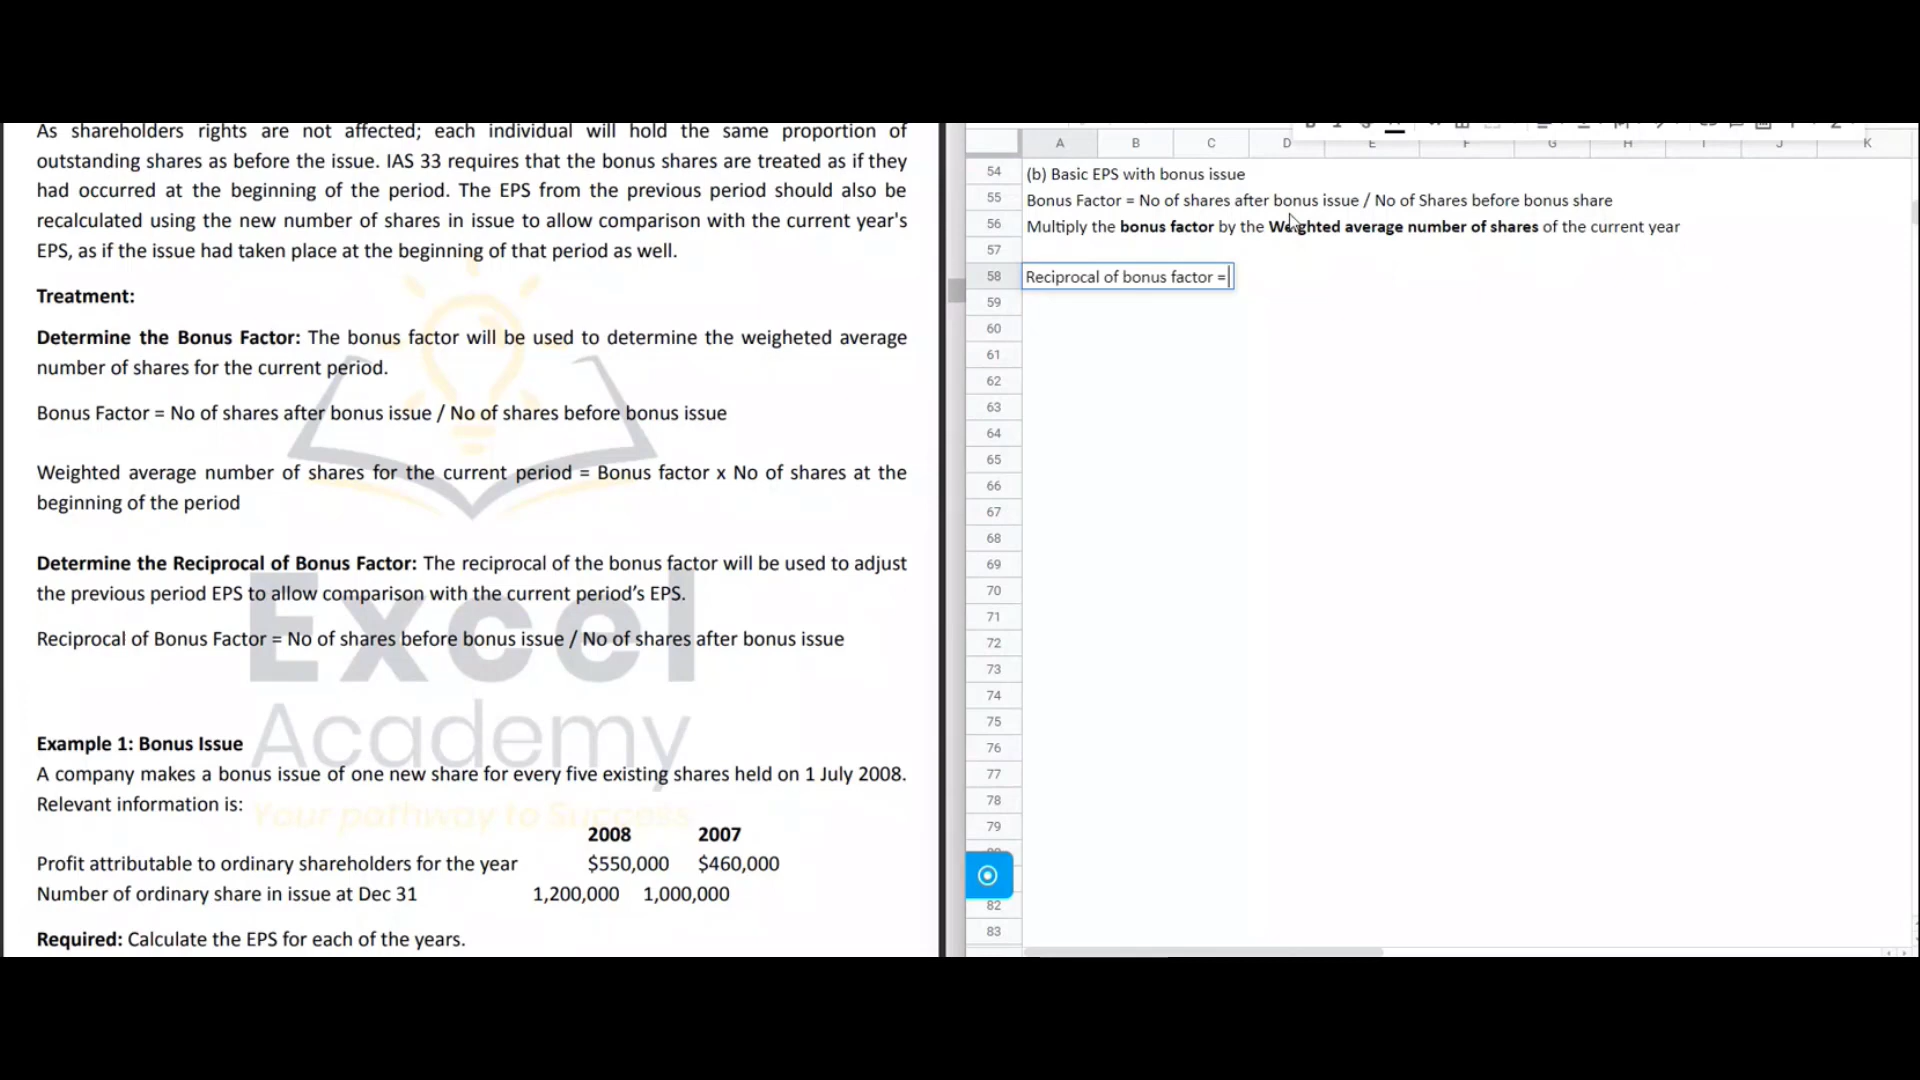 As shareholders rights are not affected; each individual will hold the same proportion of
outstanding shares as before the issue. IAS 33 requires that the bonus shares are treated as if they
had occurred at the beginning of the period. The EPS from the previous period should also be
recalculated using the new number of shares in issue to allow comparison with the current year's
EPS, as if the issue had taken place at the beginning of that period as well.
Treatment:
Determine the Bonus Factor: The bonus factor will be used to determine the weigheted average
number of shares for the current period.
Bonus Factor = No of shares after bonus issue / No of shares before bonus issue
Weighted average number of shares for the current period = Bonus factor x No of shares at the
beginning of the period
Determine the Reciprocal of Bonus Factor: The reciprocal of the bonus factor will be used to adjust
the previous period EPS to allow comparison with the current period’s EPS.
Reciprocal of Bonus Factor = No of shares before bonus issue / No of shares after bonus issue
Excel
Academy
Your pathway to Success
Example 1: Bonus Issue
A company makes a bonus issue of one new share for every five existing shares held on 1 July 2008.
Relevant information is:
2008 2007
Profit attributable to ordinary shareholders for the year $550,000 $460,000
Number of ordinary share in issue at Dec 31 1,200,000 1,000,000
Required: Calculate the EPS for each of the years.
A B C D E F G H I J K
54 (b) Basic EPS with bonus issue
55 Bonus Factor = No of shares after bonus issue / No of Shares before bonus share
56 Multiply the bonus factor by the Weighted average number of shares of the current year
57
58 Reciprocal of bonus factor =
59
60
61
62
63
64
65
66
67
68
69
70
71
72
73
74
75
76
77
78
79
82
83